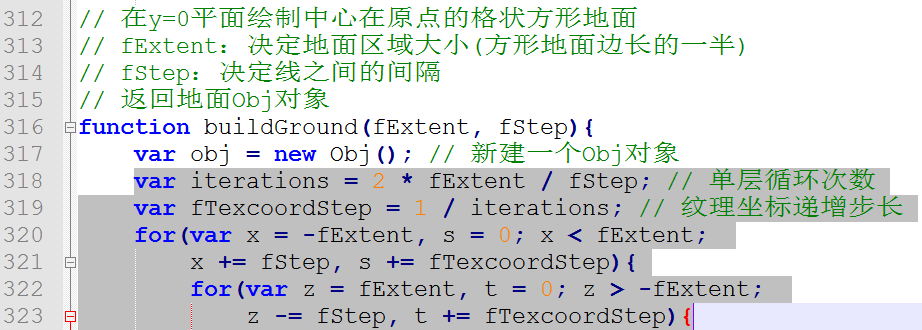 312 // 在y=0平面绘制中心在原点的格状方形地面
313 // fExtent：决定地面区域大小(方形地面边长的一半)
314 // fStep：决定线之间的间隔
315 // 返回地面Obj对象
316 function buildGround(fExtent, fStep){
317     var obj = new Obj(); // 新建一个Obj对象
318     var iterations = 2 * fExtent / fStep; // 单层循环次数
319     var fTexcoordStep = 1 / iterations; // 纹理坐标递增步长
320     for(var x = -fExtent, s = 0; x < fExtent;
321         x += fStep, s += fTexcoordStep){
322         for(var z = fExtent, t = 0; z > -fExtent;
323             z -= fStep, t += fTexcoordStep){